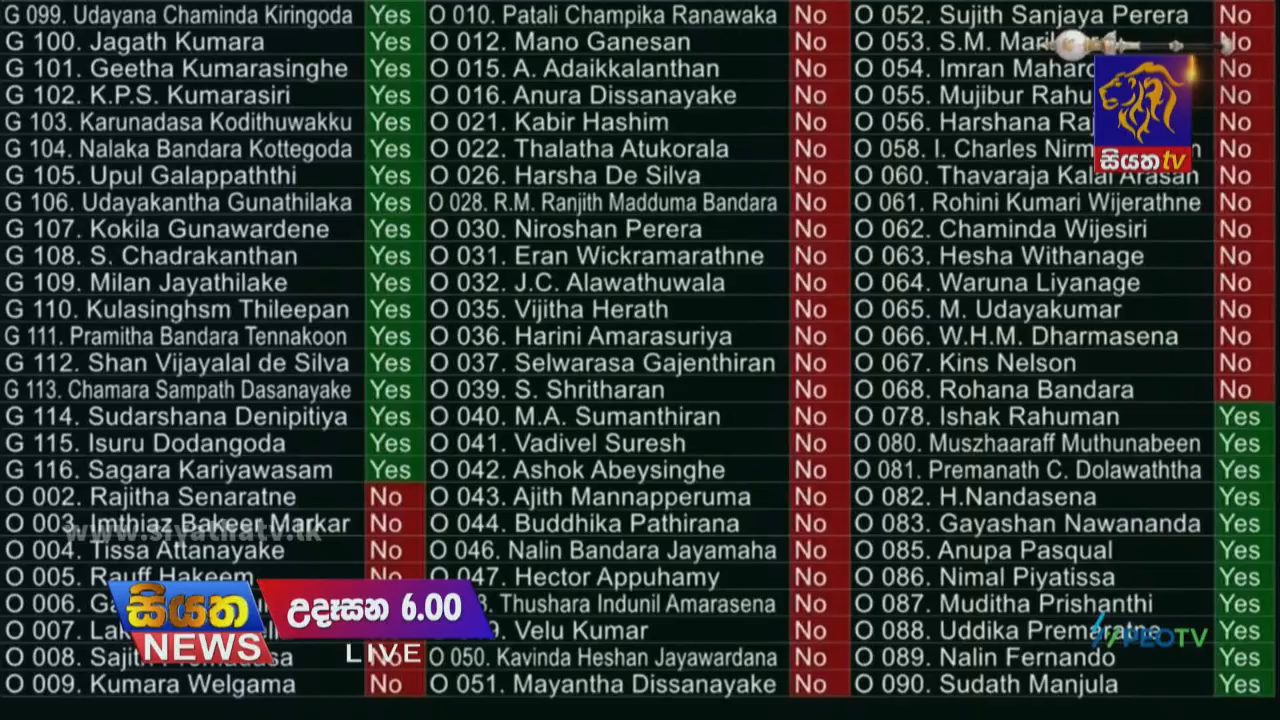 G 099. Udayana Chaminda Kiringoda Yes
G 100. Jagath Kumara Yes
G 101. Geetha Kumarasinghe Yes
G 102. K.P.S. Kumarasiri Yes
G 103. Karunadasa Kodithuwakku Yes
G 104. Nalaka Bandara Kottegoda Yes
G 105. Upul Galappaththi Yes
G 106. Udayakantha Gunathilaka Yes
G 107. Kokila Gunawardene Yes
G 108. S. Chadrakanthan Yes
G 109. Milan Jayathilake Yes
G 110. Kulasinghsm Thileepan Yes
G 111. Pramitha Bandara Tennakoon Yes
G 112. Shan Vijayalal de Silva Yes
G 113. Chamara Sampath Dasanayake Yes
G 114. Sudarshana Denipitiya Yes
G 115. Isuru Dodangoda Yes
G 116. Sagara Kariyawasam Yes
O 002. Rajitha Senaratne No
O 003. Imthiaz Bakeer Markar No
O 004. Tissa Attanayake No
O 005. Rauff Hakeem No
O 006.
O 007.
O 008. No
O 009. Kumara Welgama No
O 010. Patali Champika Ranawaka No
O 012. Mano Ganesan No
O 015. A. Adaikkalanthan No
O 016. Anura Dissanayake No
O 021. Kabir Hashim No
O 022. Thalatha Atukorala No
O 026. Harsha De Silva No
O 028. R.M. Ranjith Madduma Bandara No
O 030. Niroshan Perera No
O 031. Eran Wickramarathne No
O 032. J.C. Alawathuwala No
O 035. Vijitha Herath No
O 036. Harini Amarasuriya No
O 037. Selwarasa Gajenthiran No
O 039. S. Shritharan No
O 040. M.A. Sumanthiran No
O 041. Vadivel Suresh No
O 042. Ashok Abeysinghe No
O 043. Ajith Mannapperuma No
O 044. Buddhika Pathirana No
O 046. Nalin Bandara Jayamaha No
O 047. Hector Appuhamy No
Thushara Indunil Amarasena No
Velu Kumar No
O 050. Kavinda Heshan Jayawardana No
O 051. Mayantha Dissanayake No
O 052. Sujith Sanjaya Perera No
O 053. S.M. No
O 054. Imran No
O 055. Mujibur No
O 056. Harshana No
O 058. I. Charles No
O 060. Thavaraja Kalai Arasan No
O 061. Rohini Kumari Wijerathne No
O 062. Chaminda Wijesiri No
O 063. Hesha Withanage No
O 064. Waruna Liyanage No
O 065. M. Udayakumar No
O 066. W.H.M. Dharmasena No
O 067. Kins Nelson No
O 068. Rohana Bandara No
O 078. Ishak Rahuman Yes
O 080. Muszhaaraff Muthunabeen Yes
O 081. Premanath C. Dolawaththa Yes
O 082. H.Nandasena Yes
O 083. Gayashan Nawananda Yes
O 085. Anupa Pasqual Yes
O 086. Nimal Piyatissa Yes
O 087. Muditha Prishanthi Yes
O 088. Uddika Premaratne Yes
O 089. Nalin Fernando Yes
O 090. Sudath Manjula Yes
සියත tv
www.siyathatv.lk
සියත
NEWS
උදෑසන 6.00
LIVE
PEOTV